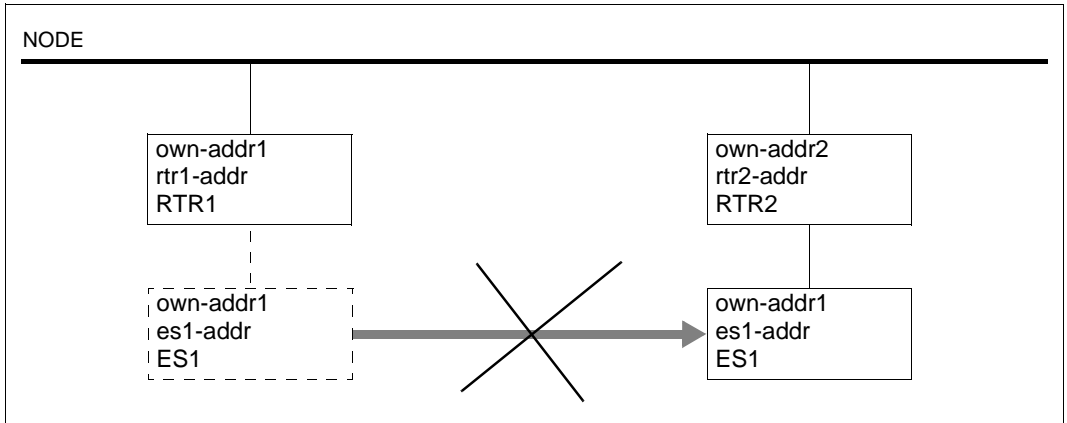 NODE
own-addr1
rtr1-addr
RTR1
own-addr2
rtr2-addr
RTR2
own-addr1
es1-addr
ES1
own-addr1
es1-addr
ES1